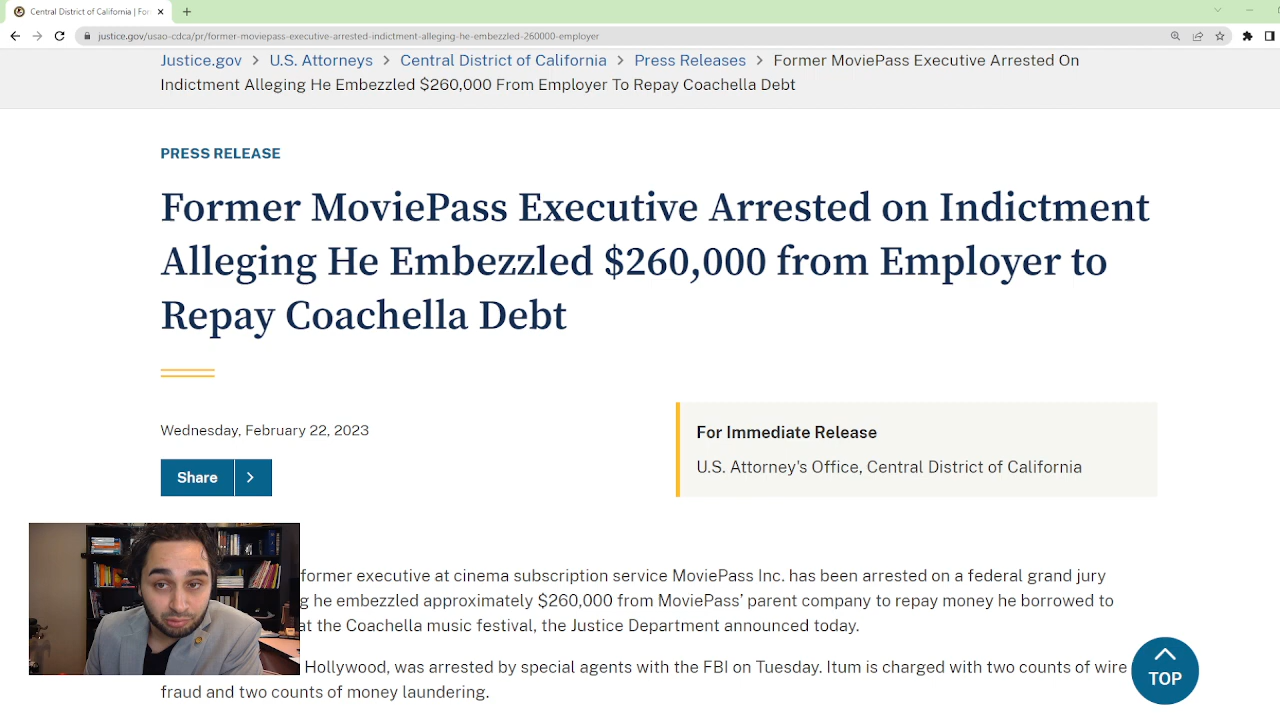 Central District of California | For
justice.gov/usao-cdca/pr/former-moviepass-executive-arrested-indictment-alleging-he-embezzled-260000-employer
Justice.gov > U.S. Attorneys > Central District of California > Press Releases > Former MoviePass Executive Arrested On
Indictment Alleging He Embezzled $260,000 From Employer To Repay Coachella Debt
PRESS RELEASE
Former MoviePass Executive Arrested on Indictment
Alleging He Embezzled $260,000 from Employer to
Repay Coachella Debt
Wednesday, February 22, 2023
For Immediate Release
U.S. Attorney's Office, Central District of California
Share
former executive at cinema subscription service MoviePass Inc. has been arrested on a federal grand jury
g he embezzled approximately $260,000 from MoviePass’ parent company to repay money he borrowed to
at the Coachella music festival, the Justice Department announced today.
Hollywood, was arrested by special agents with the FBI on Tuesday. Itum is charged with two counts of wire
fraud and two counts of money laundering.
TOP